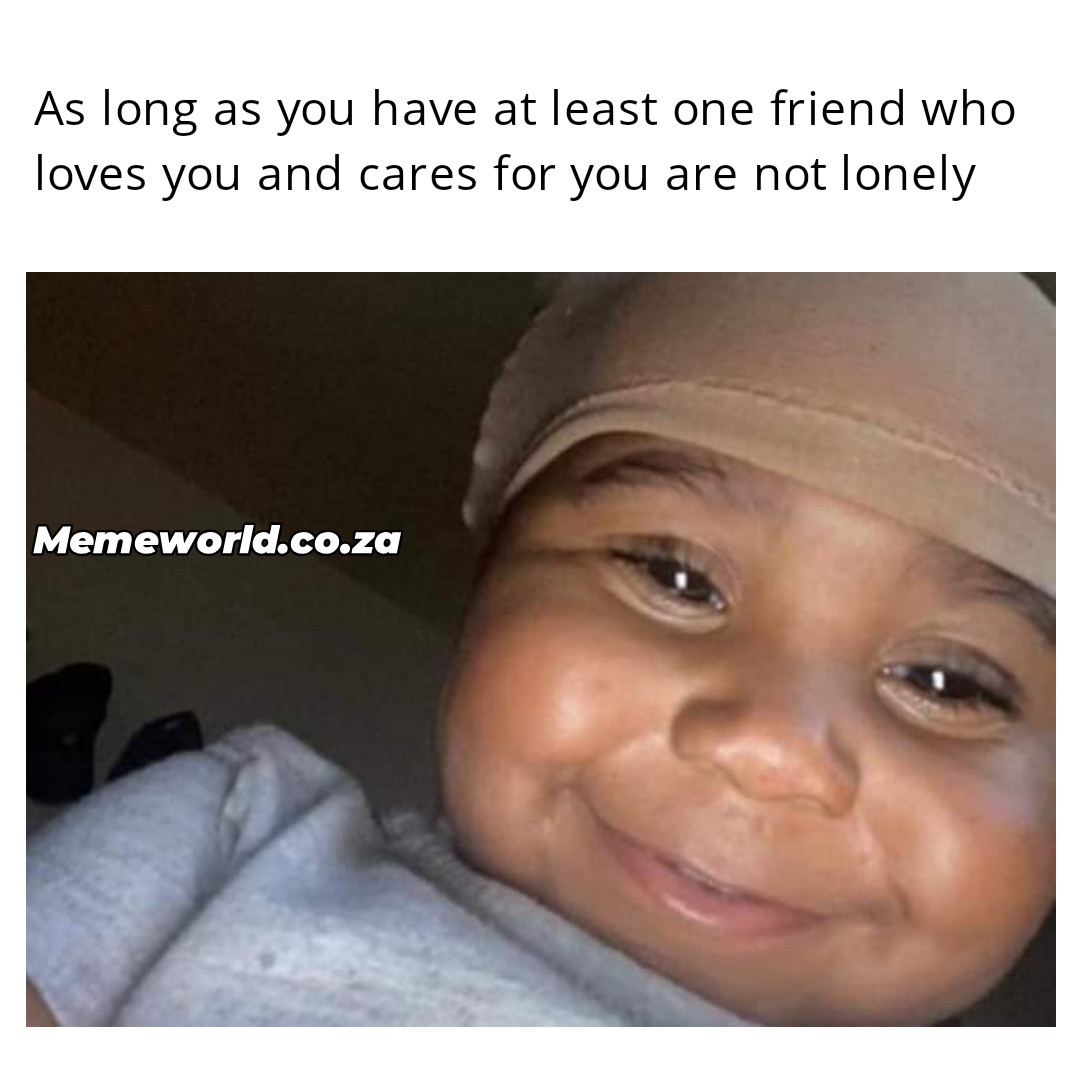 As long as you have at least one friend who
loves you and cares for you are not lonely
Memeworld.co.za